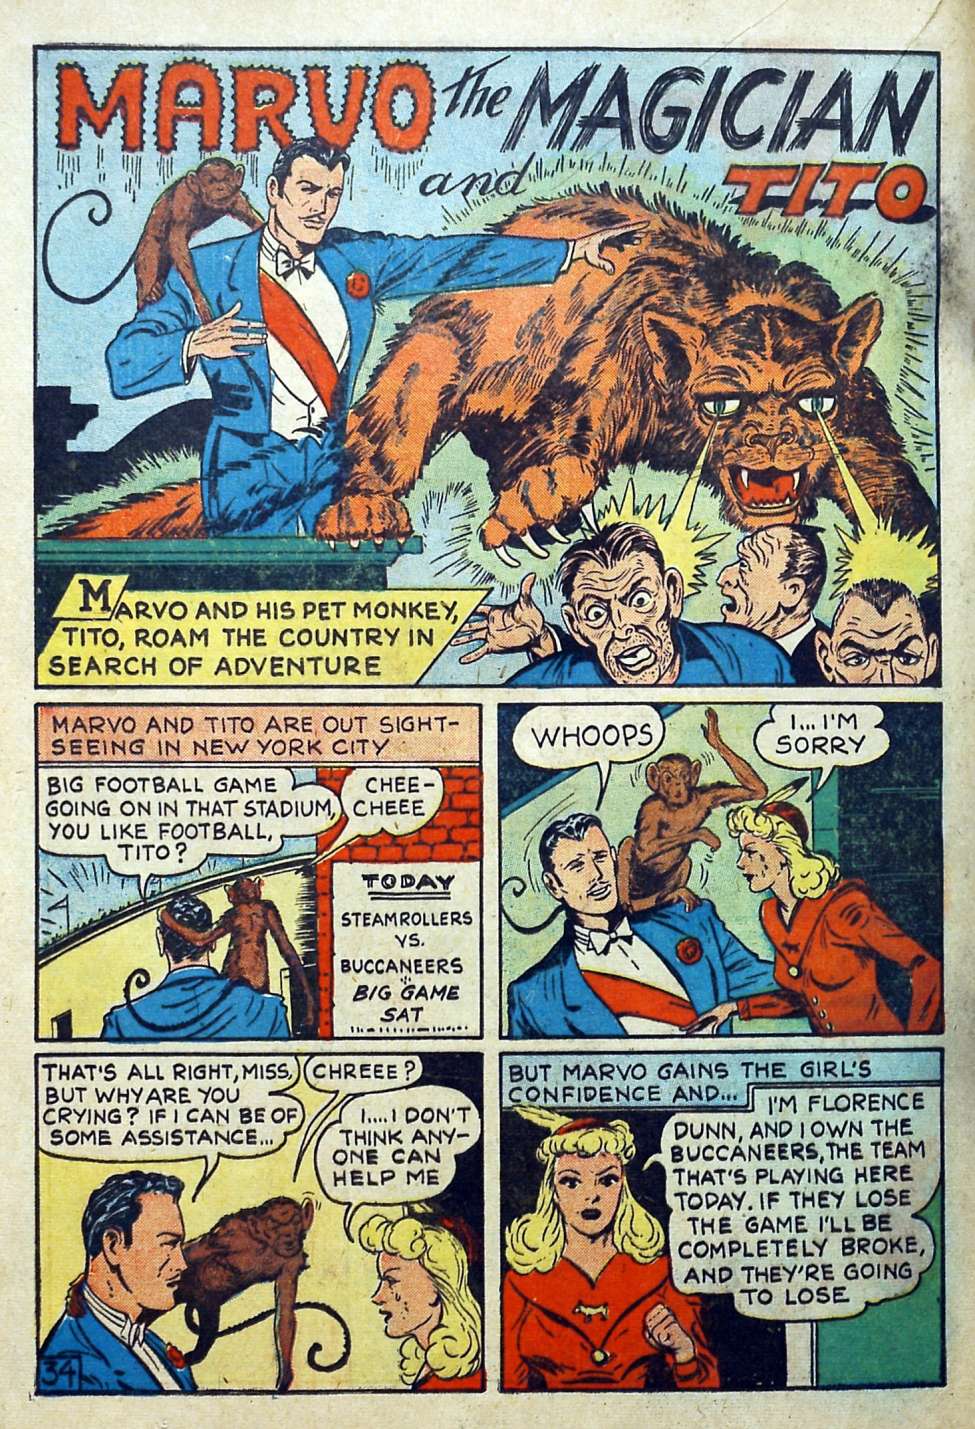 MARVO the MAGICIAN
and TITO
MARVO AND HIS PET MONKEY,
TITO, ROAM THE COUNTRY IN
SEARCH OF ADVENTURE
MARVO AND TITO ARE OUT SIGHT-
SEEING IN NEW YORK CITY
BIG FOOTBALL GAME
GOING ON IN THAT STADIUM,
YOU LIKE FOOTBALL,
TITO?
CHEE-
CHEEE
TODAY
STEAMROLLERS
VS.
BUCCANEERS
BIG GAME
SAT
WHOOPS
I... I'M
SORRY
THAT'S ALL RIGHT, MISS,
BUT WHY ARE YOU
CRYING? IF I CAN BE OF
SOME ASSISTANCE...
CHREEE?
I....I DON'T
THINK ANY-
ONE CAN
HELP ME
BUT MARVO GAINS THE GIRL'S
CONFIDENCE AND...
I'M FLORENCE
DUNN, AND I OWN THE
BUCCANEERS, THE TEAM
THAT'S PLAYING HERE
TODAY. IF THEY LOSE
THE GAME I'LL BE
COMPLETELY BROKE,
AND THEY'RE GOING
TO LOSE
34